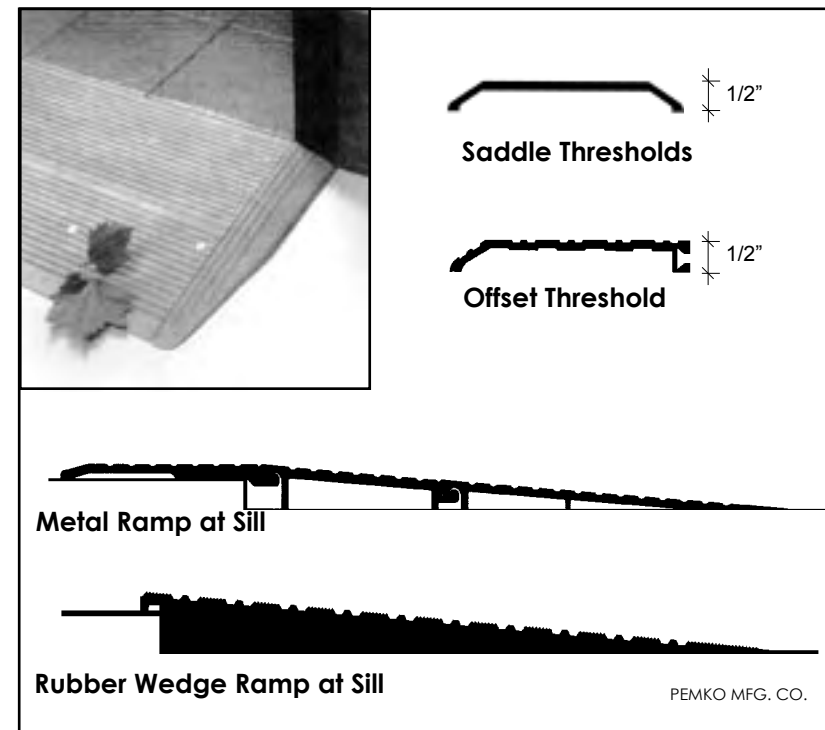 1/2”
Saddle Thresholds
1/2”
Offset Threshold
Metal Ramp at Sill
Rubber Wedge Ramp at Sill
PEMKO MFG. CO.